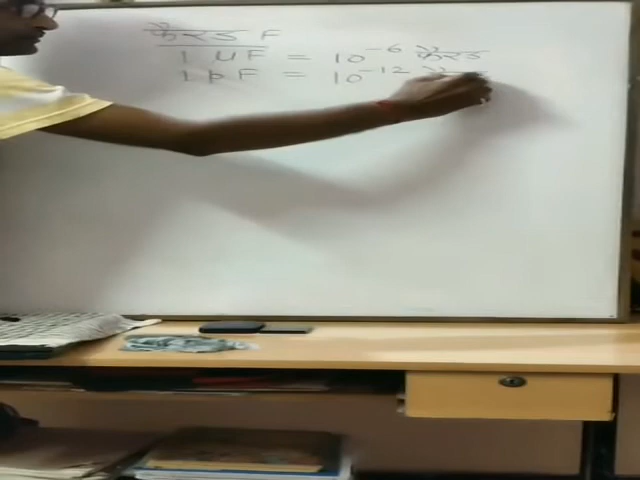 फैरड F
1 uF = 10⁻⁶ फैरड
1 pF = 10⁻¹²